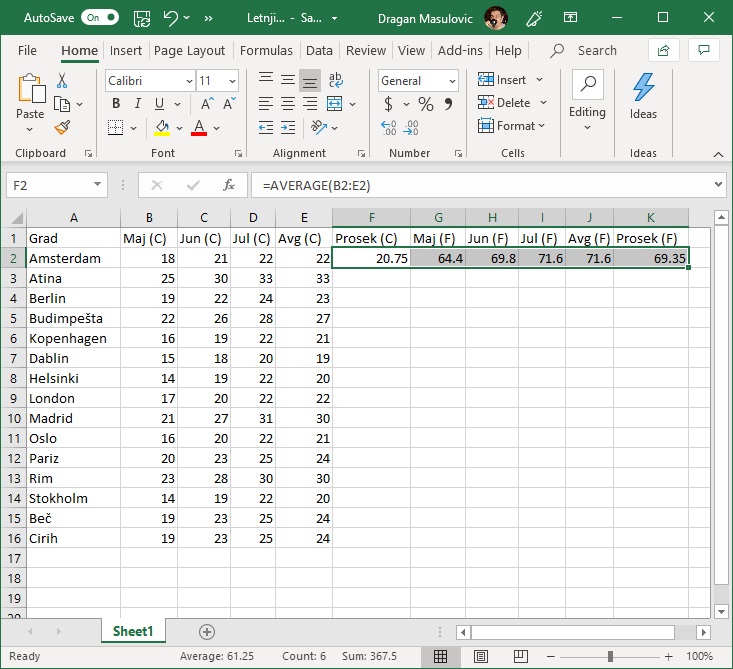 AutoSave On Letnji... - Sa... Dragan Masulovic
File Home Insert Page Layout Formulas Data Review View Add-ins Help Search
Calibri 11 General Insert
Paste B I U A A ab c $ % 9 Delete Editing Ideas
A .00 .00 Format
Clipboard Font Alignment Number Cells Ideas
F2 fx =AVERAGE(B2:E2)
A B C D E F G H I J K
1 Grad Maj (C) Jun (C) Jul (C) Avg (C) Prosek (C) Maj (F) Jun (F) Jul (F) Avg (F) Prosek (F)
2 Amsterdam 18 21 22 22 20.75 64.4 69.8 71.6 71.6 69.35
3 Atina 25 30 33 33
4 Berlin 19 22 24 23
5 Budimpešta 22 26 28 27
6 Kopenhagen 16 19 22 21
7 Dablin 15 18 20 19
8 Helsinki 14 19 22 20
9 London 17 20 22 22
10 Madrid 21 27 31 30
11 Oslo 16 20 22 21
12 Pariz 20 23 25 24
13 Rim 23 28 30 30
14 Stokholm 14 19 22 20
15 Beč 19 23 25 24
16 Cirih 19 23 25 24
17
18
19
20
Sheet1
Ready Average: 61.25 Count: 6 Sum: 367.5 100%